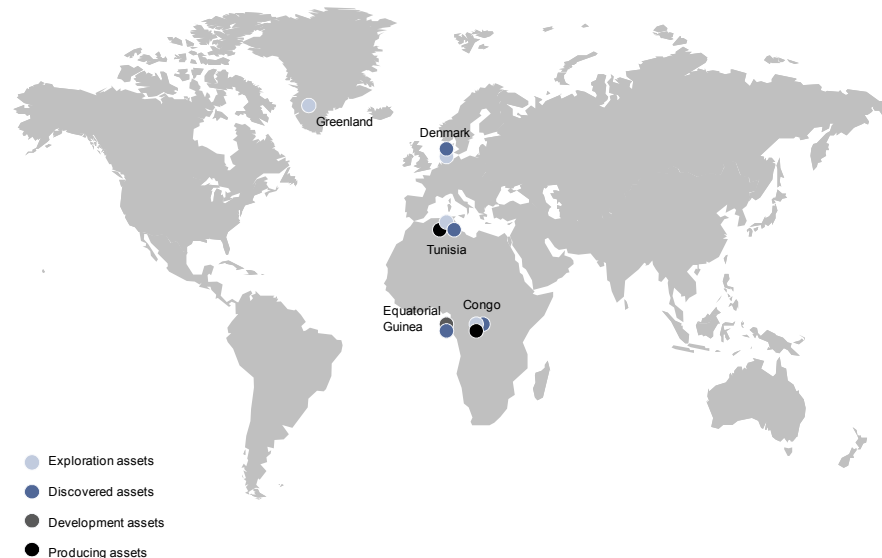 Greenland
Denmark
Tunisia
Equatorial
Guinea
Congo
Exploration assets
Discovered assets
Development assets
Producing assets